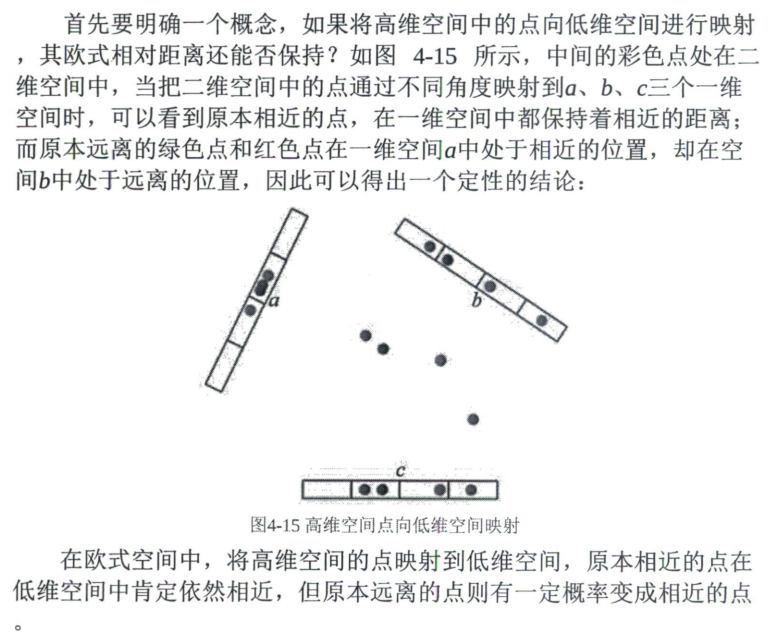 首先要明确一个概念，如果将高维空间中的点向低维空间进行映射
，其欧式相对距离还能否保持？如图 4-15 所示，中间的彩色点处在二
维空间中，当把二维空间中的点通过不同角度映射到a、b、c三个一维
空间时，可以看到原本相近的点，在一维空间中都保持着相近的距离；
而原本远离的绿色点和红色点在一维空间a中处于相近的位置，却在空
间b中处于远离的位置，因此可以得出一个定性的结论：
a
b
c
图4-15 高维空间点向低维空间映射
在欧式空间中，将高维空间的点映射到低维空间，原本相近的点在
低维空间中肯定依然相近，但原本远离的点则有一定概率变成相近的点
。